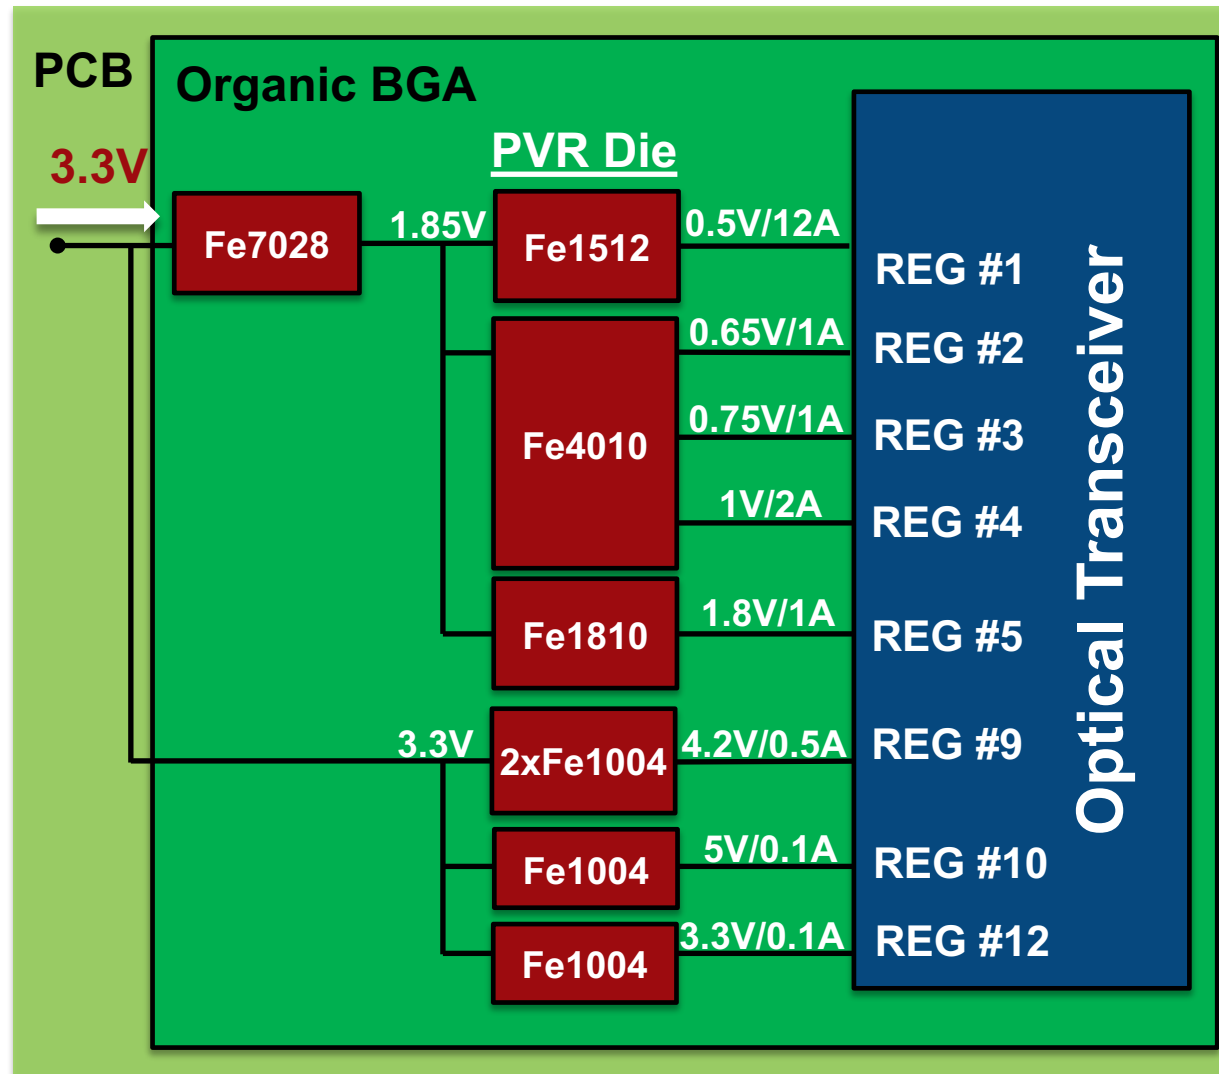 PCB
Organic BGA
PVR Die
3.3V
Fe7028
1.85V
Fe1512
0.5V/12A
REG #1
Fe4010
0.65V/1A
REG #2
0.75V/1A
REG #3
1V/2A
REG #4
Fe1810
1.8V/1A
REG #5
3.3V
2xFe1004
4.2V/0.5A
REG #9
Fe1004
5V/0.1A
REG #10
Fe1004
3.3V/0.1A
REG #12
Optical Transceiver